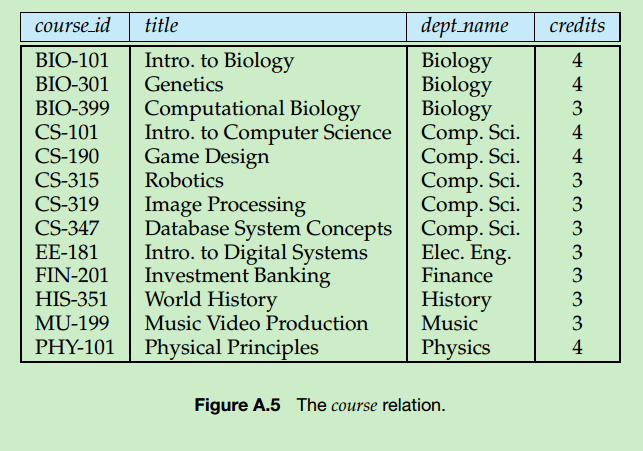 course_id title dept_name credits
BIO-101 Intro. to Biology Biology 4
BIO-301 Genetics Biology 4
BIO-399 Computational Biology Biology 3
CS-101 Intro. to Computer Science Comp. Sci. 4
CS-190 Game Design Comp. Sci. 4
CS-315 Robotics Comp. Sci. 3
CS-319 Image Processing Comp. Sci. 3
CS-347 Database System Concepts Comp. Sci. 3
EE-181 Intro. to Digital Systems Elec. Eng. 3
FIN-201 Investment Banking Finance 3
HIS-351 World History History 3
MU-199 Music Video Production Music 3
PHY-101 Physical Principles Physics 4
Figure A.5 The course relation.